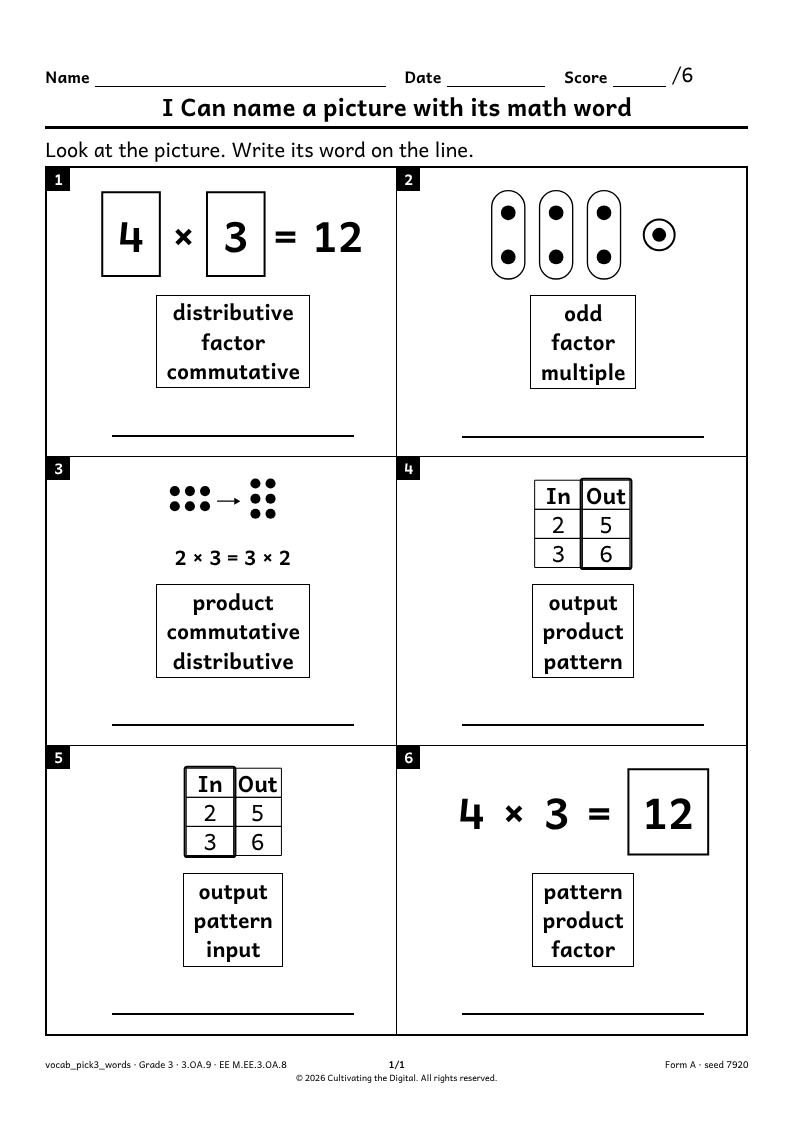 Name ____ Date ____ Score ____ /6
I Can name a picture with its math word
Look at the picture. Write its word on the line.
1
4 × 3 = 12
distributive
factor
commutative
2
odd
factor
multiple
3
2 × 3 = 3 × 2
product
commutative
distributive
4
In Out
2 5
3 6
output
product
pattern
5
In Out
2 5
3 6
output
pattern
input
6
4 × 3 = 12
pattern
product
factor
vocab_pick3_words · Grade 3 · 3.OA.9 · EE M.EE.3.OA.8 1/1 Form A · seed 7920
© 2026 Cultivating the Digital. All rights reserved.